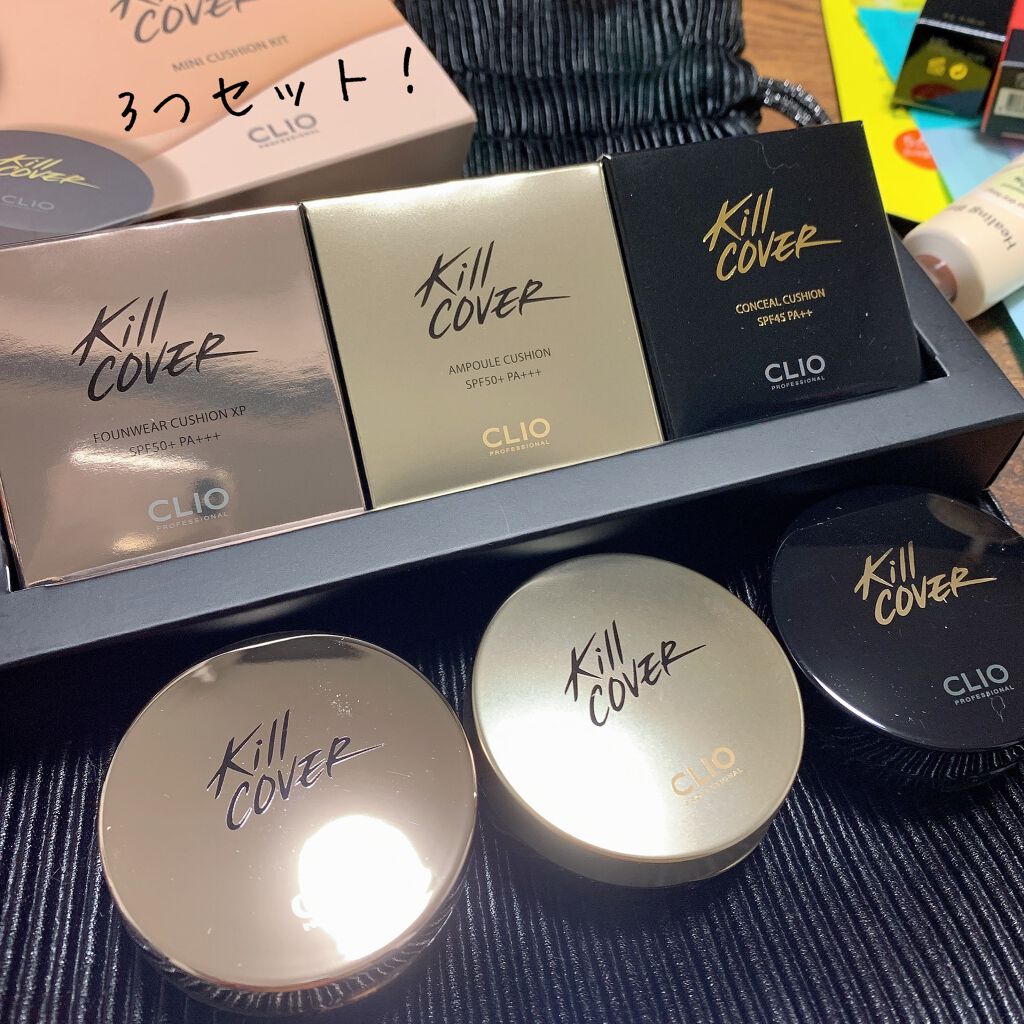 Kill
COVER
MINI CUSHION KIT
3つセット!
CLIO
PROFESSIONAL
Kill
COVER
CLIO
Kill
COVER
FOUNWEAR CUSHION XP
SPF50+ PA+++
CLIO
PROFESSIONAL
Kill
COVER
AMPOULE CUSHION
SPF50+ PA+++
CLIO
PROFESSIONAL
Kill
COVER
CONCEAL CUSHION
SPF45 PA++
CLIO
PROFESSIONAL
Healing
Kill
COVER
Kill
COVER
CLIO
PROFESSIONAL
Kill
COVER
CLIO
PROFESSIONAL